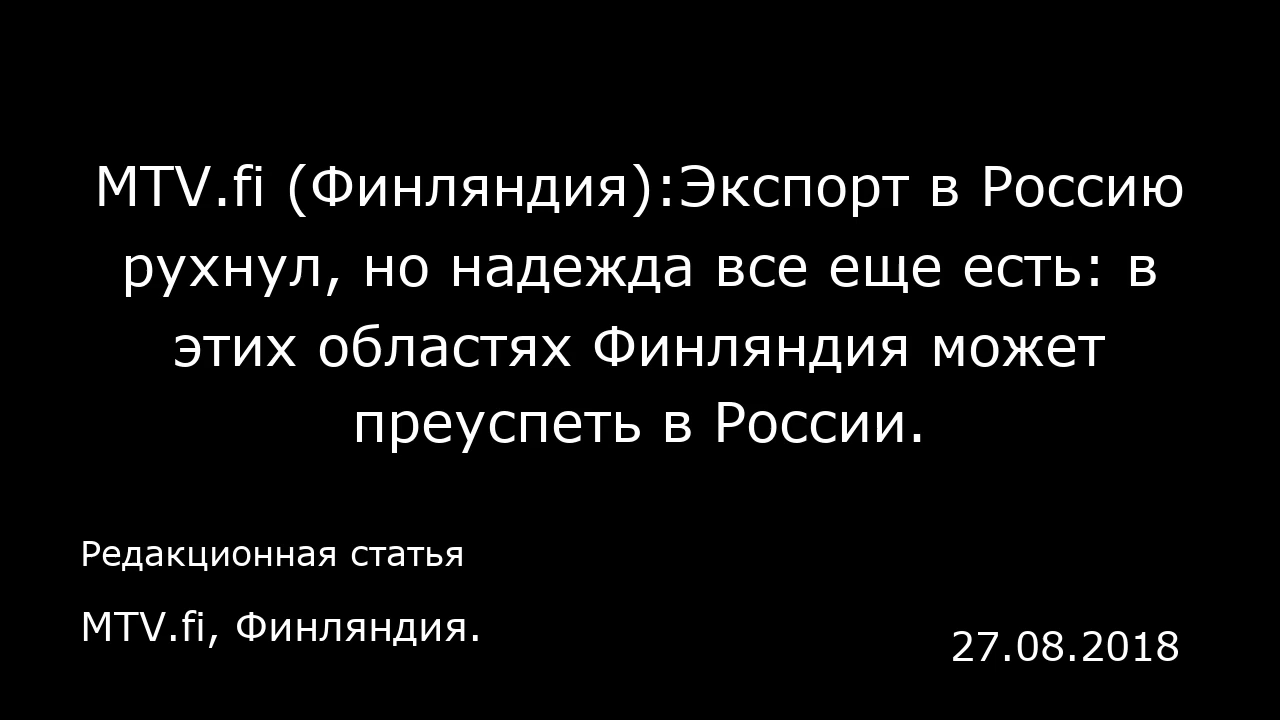 MTV.fi (Финляндия):Экспорт в Россию
рухнул, но надежда все еще есть: в
этих областях Финляндия может
преуспеть в России.
Редакционная статья
MTV.fi, Финляндия.
27.08.2018